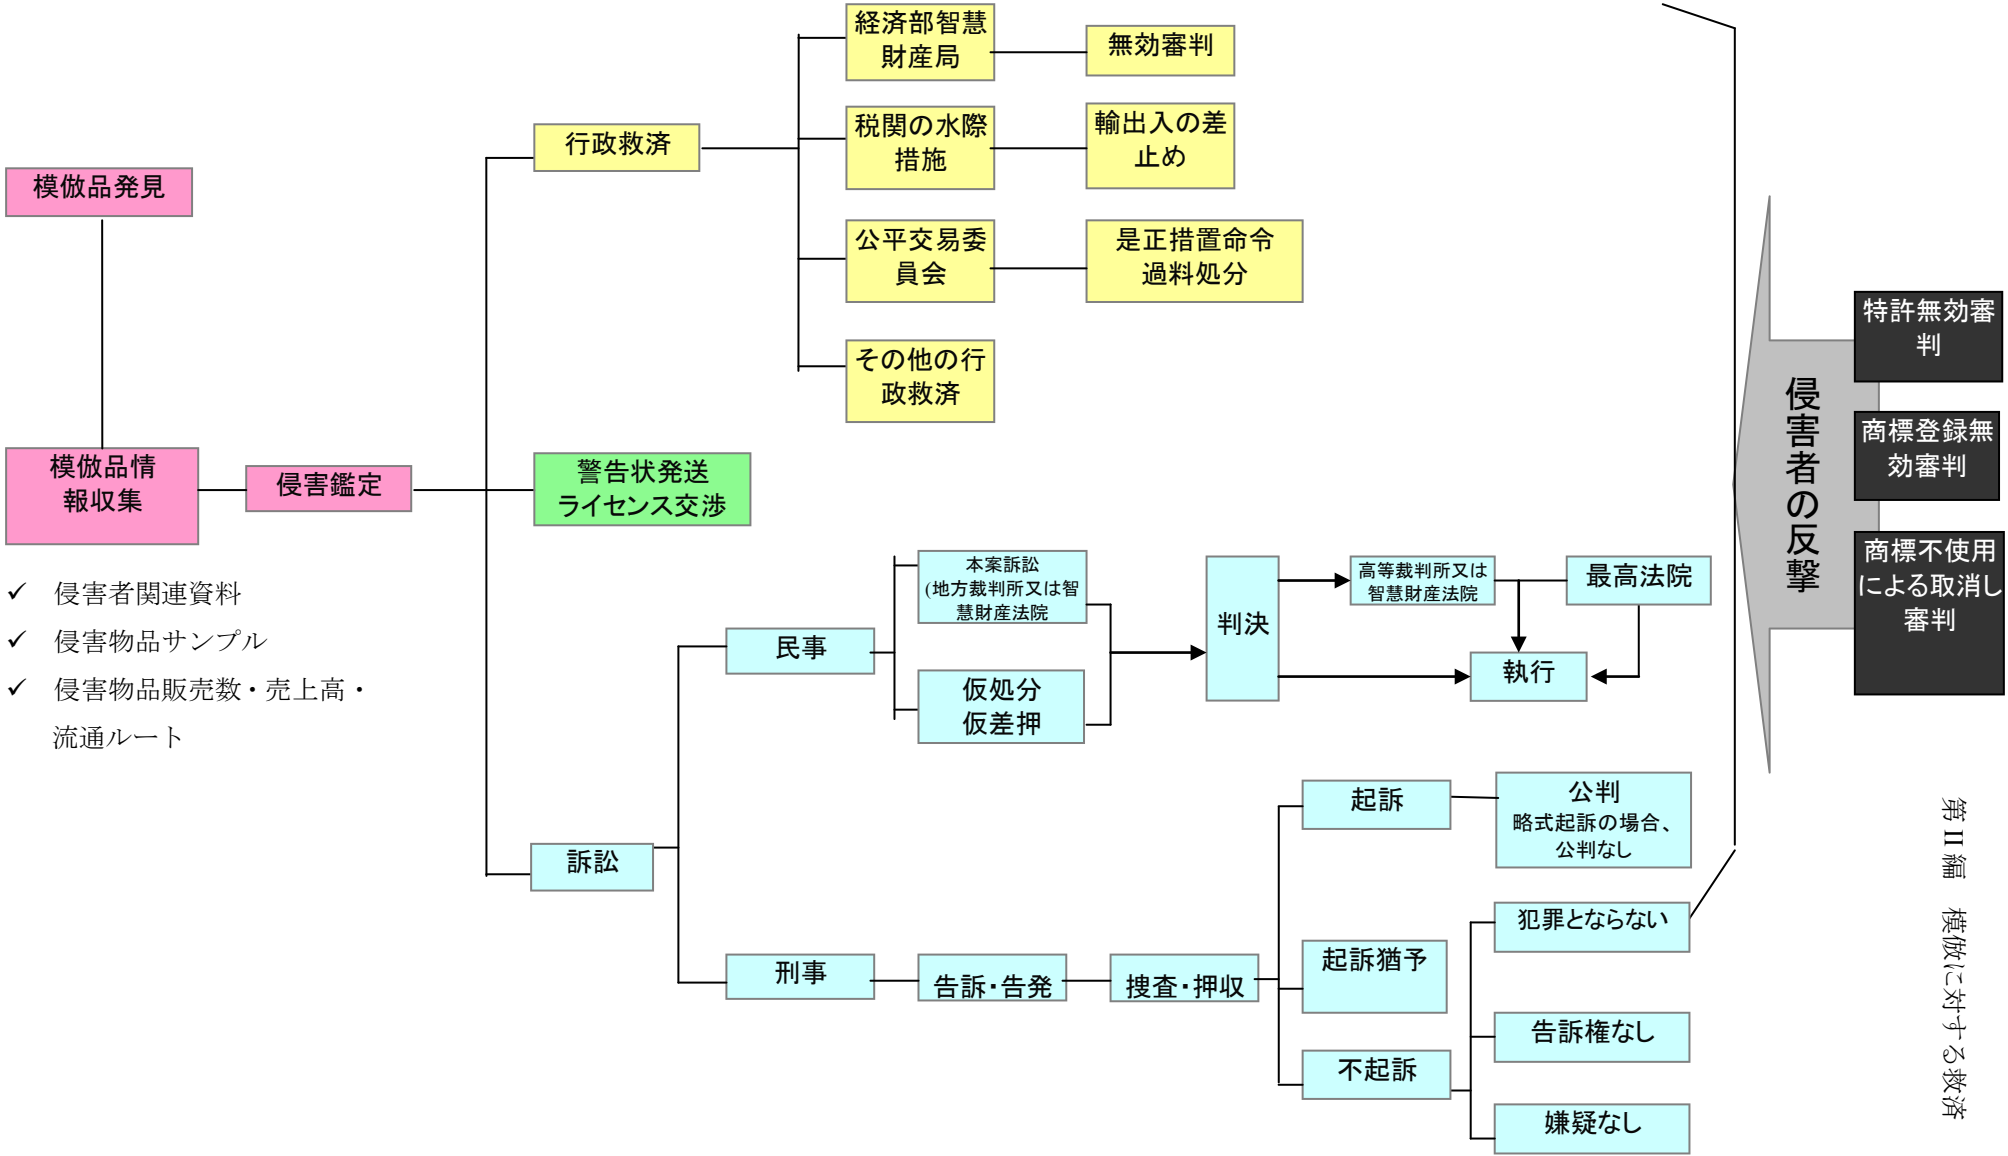 模倣品発見
模倣品情
報収集
侵害鑑定
✓ 侵害者関連資料
✓ 侵害物品サンプル
✓ 侵害物品販売数・売上高・
流通ルート
行政救済
経済部智慧
財産局
無効審判
税関の水際
措施
輸出入の差
止め
公平交易委
員会
是正措置命令
過料処分
その他の行
政救済
警告状発送
ライセンス交渉
訴訟
民事
本案訴訟
(地方裁判所又は智
慧財産法院
仮処分
仮差押
判決
高等裁判所又は
智慧財産法院
最高法院
執行
刑事
告訴・告発
捜査・押収
起訴
公判
略式起訴の場合、
公判なし
起訴猶予
不起訴
犯罪とならない
告訴権なし
嫌疑なし
侵害者の反撃
特許無効審
判
商標登録無
効審判
商標不使用
による取消し
審判
第 II 編 模倣に対する救済